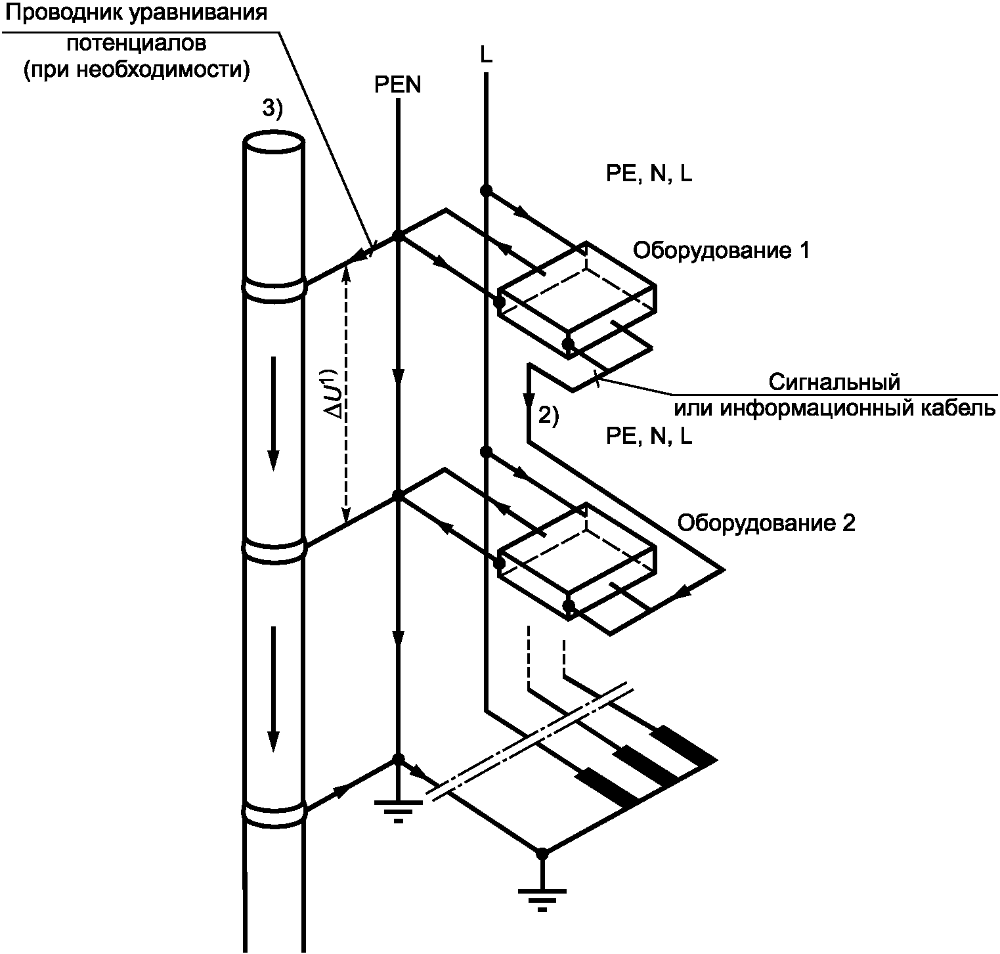 Проводник уравнивания
потенциалов
(при необходимости)
L
PEN
3)
PE, N, L
Оборудование 1
ΔU¹⁾
Сигнальный
или информационный кабель
2)
PE, N, L
Оборудование 2